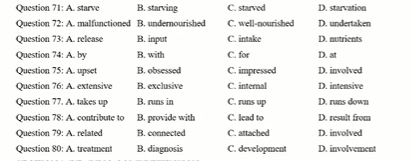 Question 71: A. starve B. starving C. starved D. starvation
Question 72: A. malfunctioned B. undernourished C. well-nourished D. undertaken
Question 73: A. release B. input C. intake D. nutrients
Question 74: A. by B. with C. for D. at
Question 75: A. upset B. obsessed C. impressed D. involved
Question 76: A. extensive B. exclusive C. internal D. intensive
Question 77. A. takes up B. runs in C. runs up D. runs down
Question 78: A. contribute to B. provide with C. lead to D. result from
Question 79: A. related B. connected C. attached D. involved
Question 80: A. treatment B. diagnosis C. development D. involvement